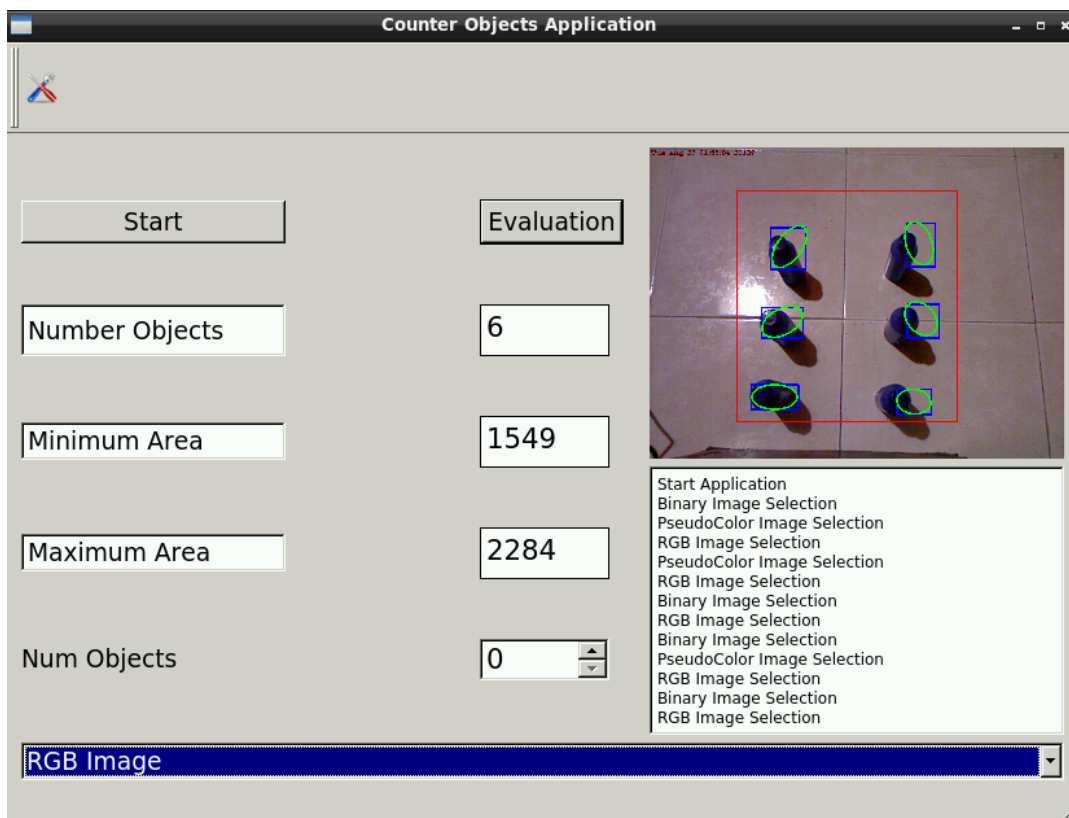 Counter Objects Application
Start
Evaluation
Number Objects
6
Minimum Area
1549
Maximum Area
2284
Num Objects
0
Start Application
Binary Image Selection
PseudoColor Image Selection
RGB Image Selection
PseudoColor Image Selection
RGB Image Selection
Binary Image Selection
RGB Image Selection
Binary Image Selection
PseudoColor Image Selection
RGB Image Selection
Binary Image Selection
RGB Image Selection
RGB Image